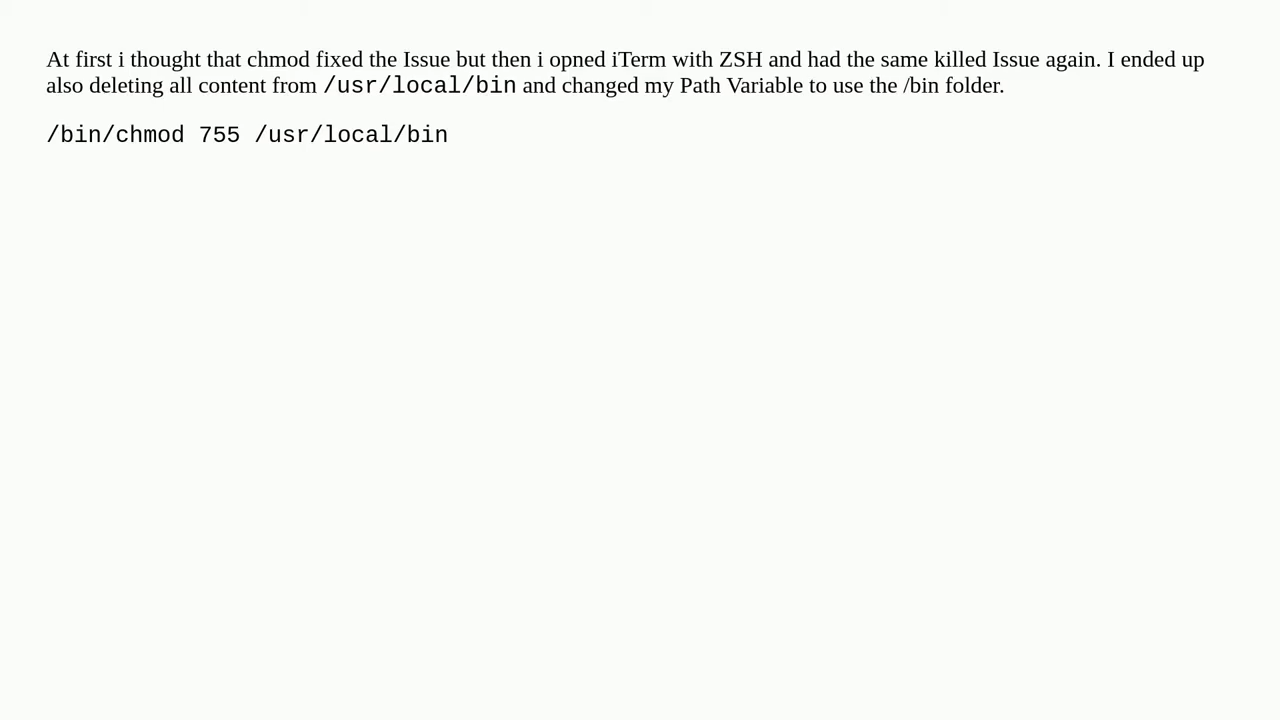 At first i thought that chmod fixed the Issue but then i opned iTerm with ZSH and had the same killed Issue again. I ended up
also deleting all content from /usr/local/bin and changed my Path Variable to use the /bin folder.
/bin/chmod 755 /usr/local/bin